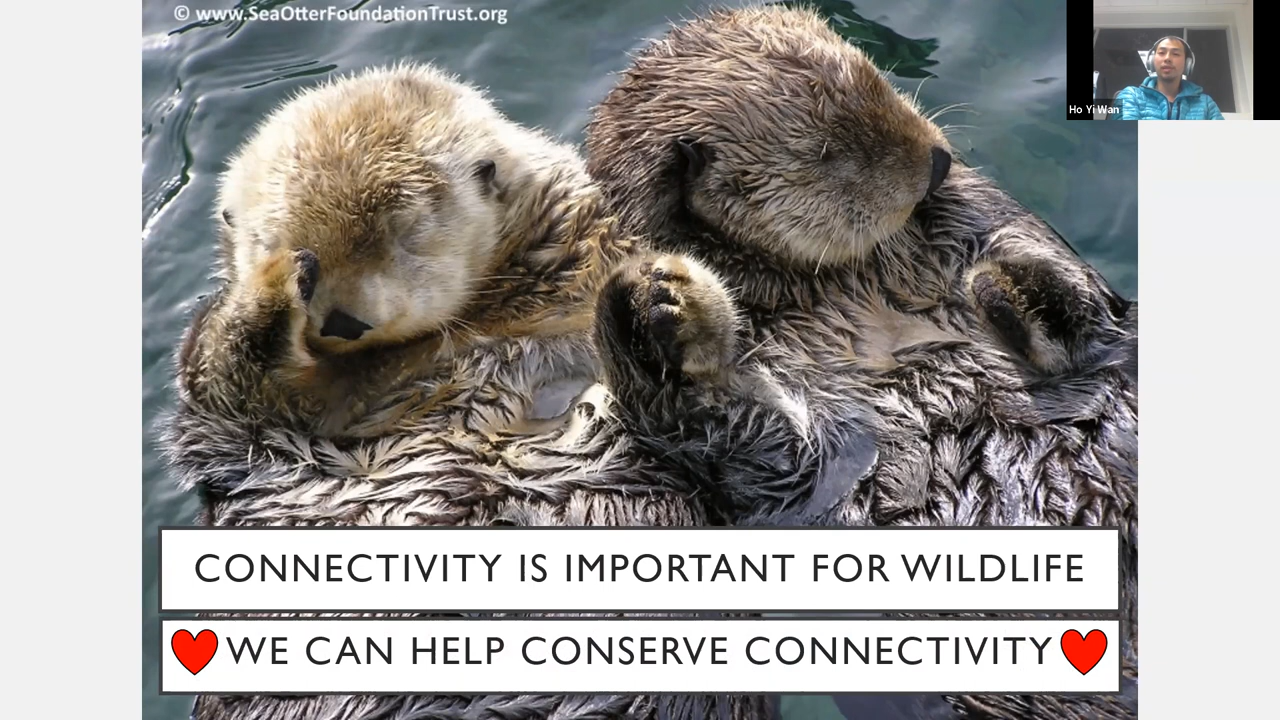 © www.SeaOtterFoundationTrust.org
Ho Yi Wan
CONNECTIVITY IS IMPORTANT FOR WILDLIFE
WE CAN HELP CONSERVE CONNECTIVITY